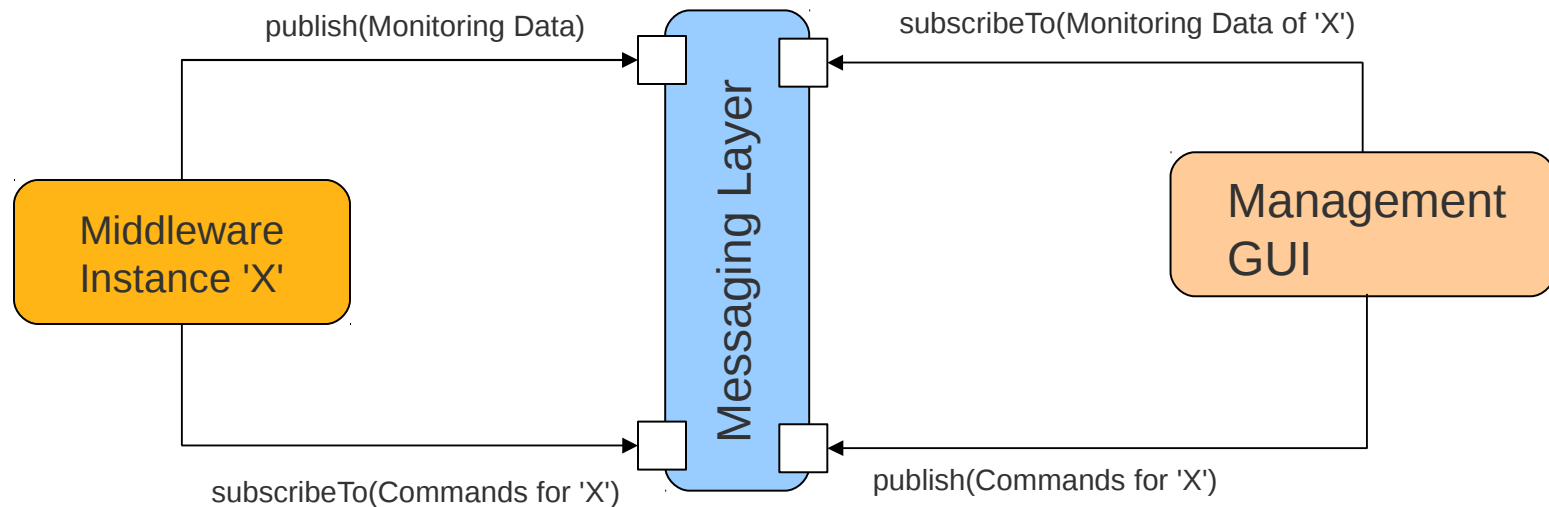 publish(Monitoring Data)
subscribeTo(Monitoring Data of 'X')
Middleware
Instance 'X'
Messaging Layer
Management
GUI
subscribeTo(Commands for 'X')
publish(Commands for 'X')